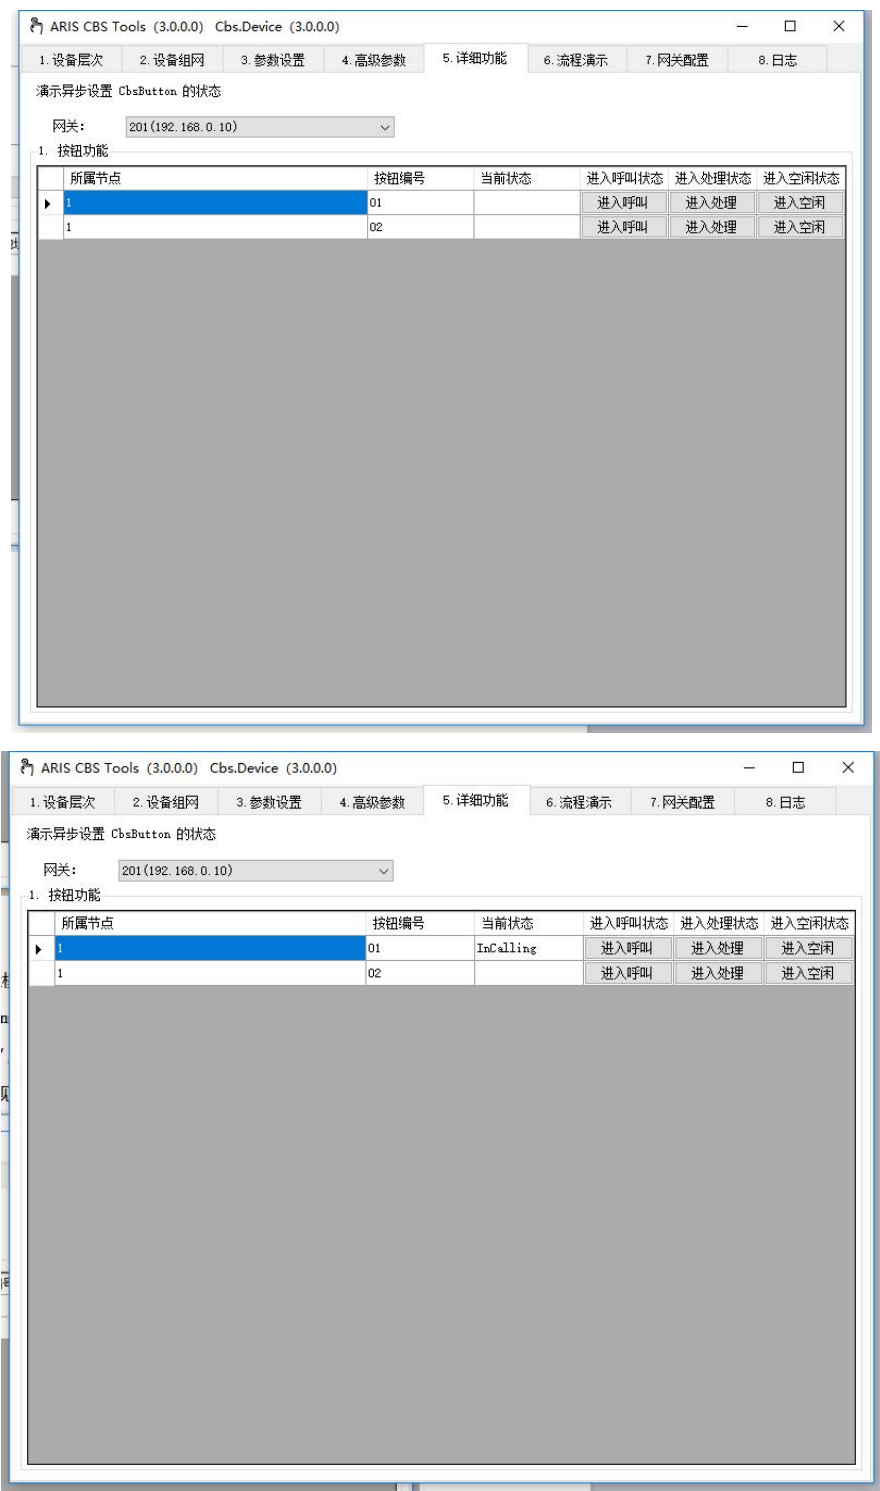 ARIS CBS Tools (3.0.0.0) Cbs.Device (3.0.0.0)
1.设备层次 2.设备组网 3.参数设置 4.高级参数 5.详细功能 6.流程演示 7.网关配置 8.日志
演示异步设置 CbsButton 的状态
网关: 201(192.168.0.10)
1. 按钮功能
所属节点 按钮编号 当前状态 进入呼叫状态 进入处理状态 进入空闲状态
1 01 进入呼叫 进入处理 进入空闲
1 02 进入呼叫 进入处理 进入空闲
ARIS CBS Tools (3.0.0.0) Cbs.Device (3.0.0.0)
1.设备层次 2.设备组网 3.参数设置 4.高级参数 5.详细功能 6.流程演示 7.网关配置 8.日志
演示异步设置 CbsButton 的状态
网关: 201(192.168.0.10)
1. 按钮功能
所属节点 按钮编号 当前状态 进入呼叫状态 进入处理状态 进入空闲状态
1 01 InCalling 进入呼叫 进入处理 进入空闲
1 02 进入呼叫 进入处理 进入空闲